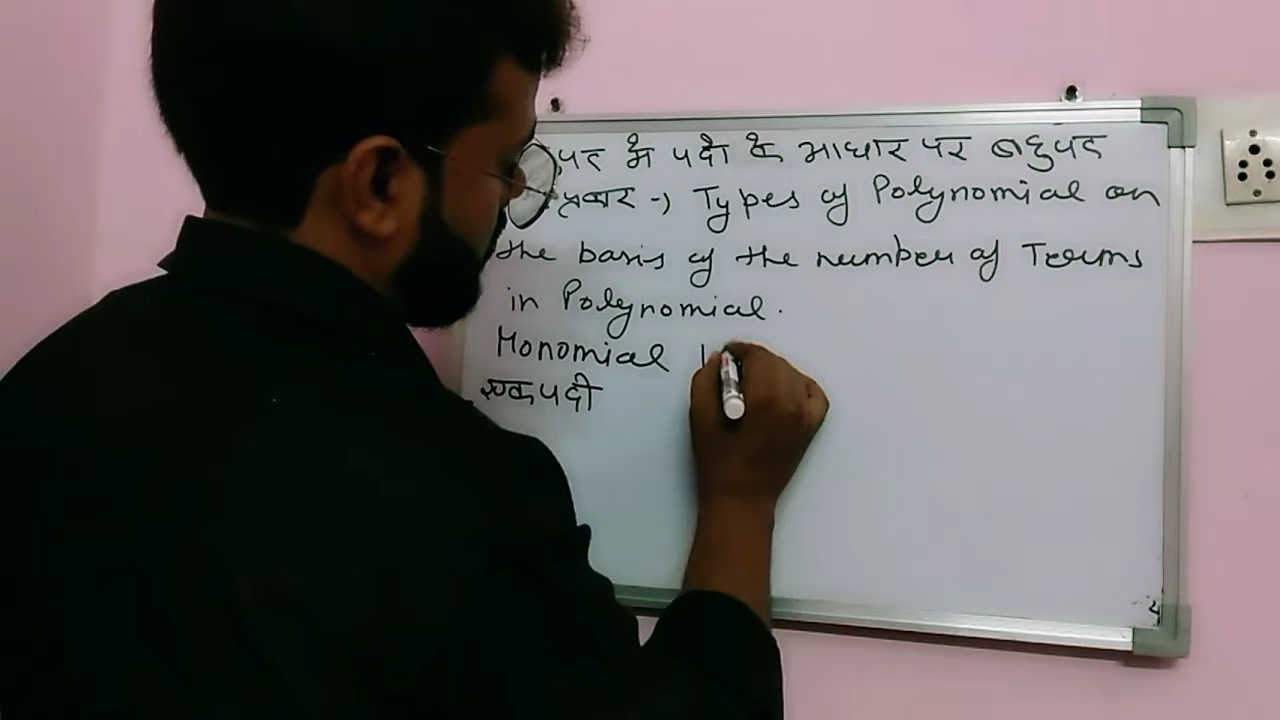 पद में पदो के आधार पर बहुपद
प्रकार -) Types of Polynomial on
the basis of the number of Terms
in Polynomial.
Monomial
एकपदी